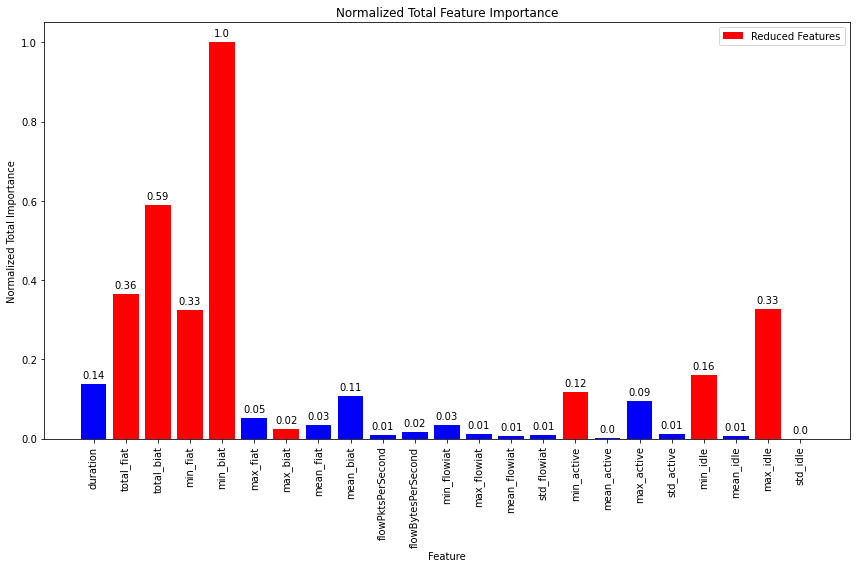 Normalized Total Feature Importance
Reduced Features
Normalized Total Importance
1.0
0.8
0.6
0.4
0.2
0.0
0.14
0.36
0.59
0.33
1.0
0.05
0.02
0.03
0.11
0.01
0.02
0.03
0.01
0.01
0.01
0.12
0.0
0.09
0.01
0.16
0.01
0.33
0.0
duration
total_fiat
total_biat
min_fiat
min_biat
max_fiat
max_biat
mean_fiat
mean_biat
flowPktsPerSecond
flowBytesPerSecond
min_flowiat
max_flowiat
mean_flowiat
std_flowiat
min_active
mean_active
max_active
std_active
min_idle
mean_idle
max_idle
std_idle
Feature